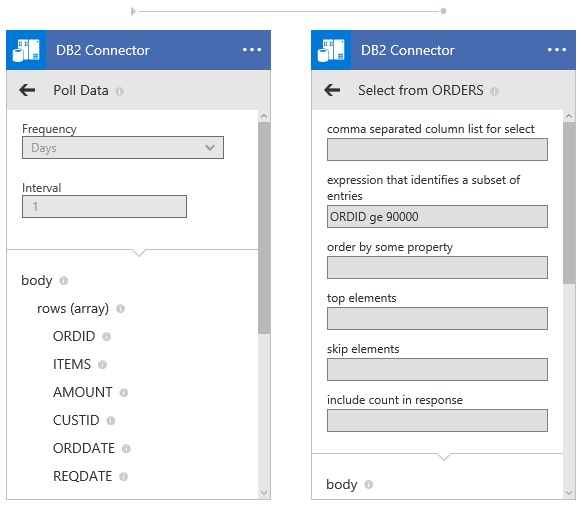 DB2 Connector
Poll Data
Frequency
Days
Interval
1
body
rows (array)
ORDID
ITEMS
AMOUNT
CUSTID
ORDDATE
REQDATE
DB2 Connector
Select from ORDERS
comma separated column list for select
expression that identifies a subset of
entries
ORDID ge 90000
order by some property
top elements
skip elements
include count in response
body